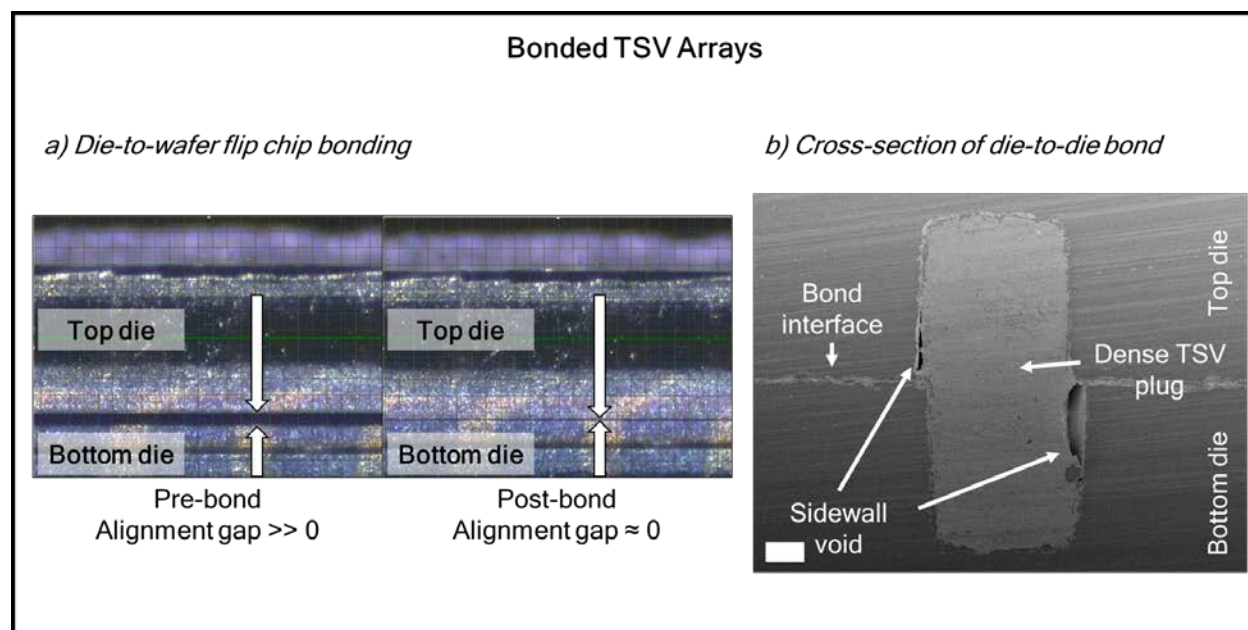 Bonded TSV Arrays
a) Die-to-wafer flip chip bonding
Top die
Bottom die
Pre-bond
Alignment gap >> 0
Top die
Bottom die
Post-bond
Alignment gap ≈ 0
b) Cross-section of die-to-die bond
Bond
interface
Sidewall
void
Dense TSV
plug
Top die
Bottom die